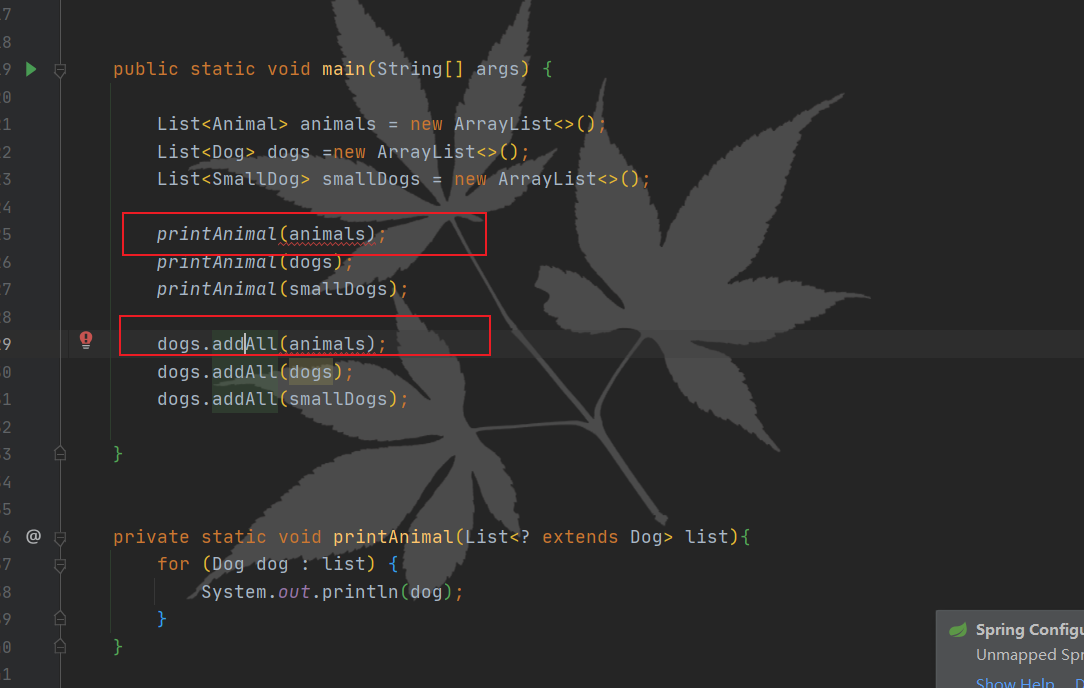 7
8
9
public static void main(String[] args) {
0
1
List<Animal> animals = new ArrayList<>();
2
List<Dog> dogs =new ArrayList<>();
3
List<SmallDog> smallDogs = new ArrayList<>();
4
5
printAnimal(animals);
6
printAnimal(dogs);
7
printAnimal(smallDogs);
8
9
dogs.addAll(animals);
0
dogs.addAll(dogs);
1
dogs.addAll(smallDogs);
2
3
}
4
5
6 @
private static void printAnimal(List<? extends Dog> list){
7
for (Dog dog : list) {
8
System.out.println(dog);
9
}
0
}
1
Spring Configu
Unmapped Spr
Show Help